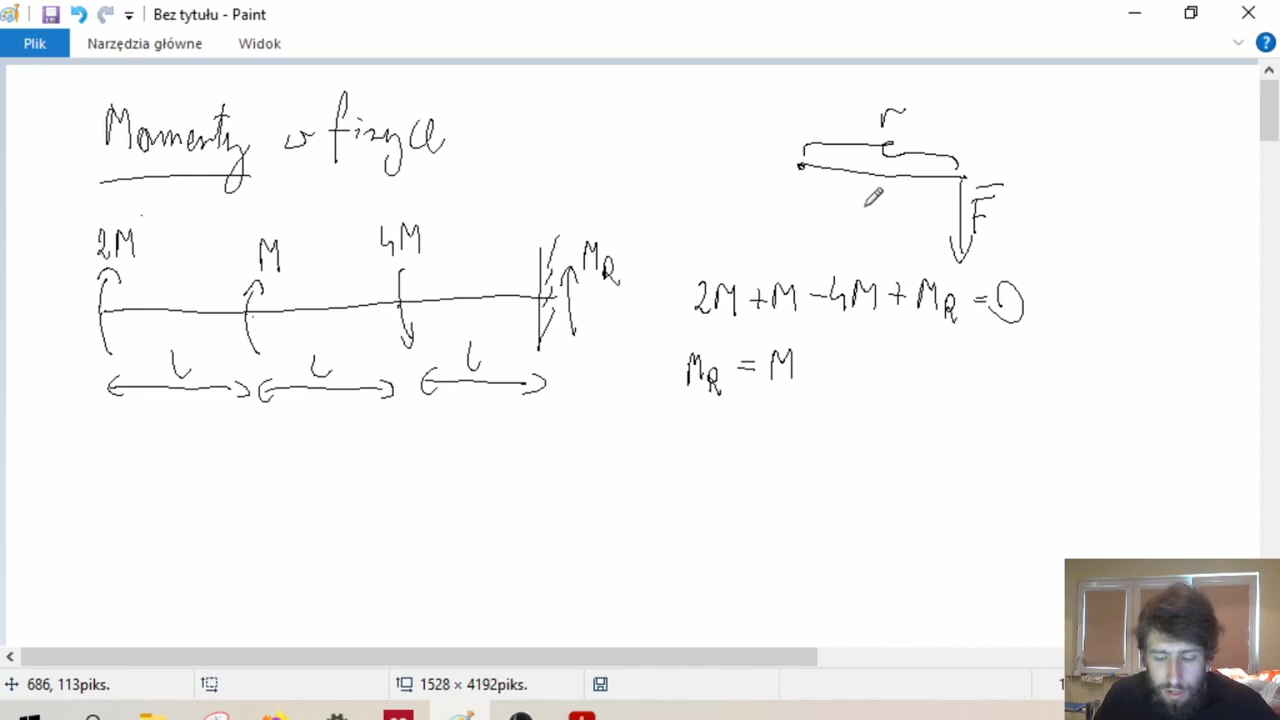 Bez tytułu - Paint
Plik Narzędzia główne Widok
Momenty w fizyce
r
F
2M M 4M M_R
2M + M - 4M + M_R = 0
L L L
M_R = M
686, 113piks. 1528 × 4192piks.